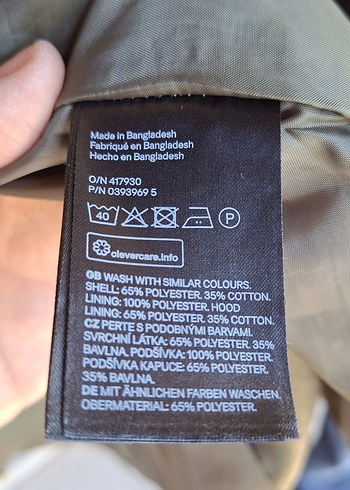 Made in Bangladesh
Fabriqué en Bangladesh
Hecho en Bangladesh
O/N 417930
P/N 0393969 5
40 P
clevercare.info
GB WASH WITH SIMILAR COLOURS.
SHELL: 65% POLYESTER. 35% COTTON.
LINING: 100% POLYESTER. HOOD
LINING: 65% POLYESTER. 35% COTTON.
CZ PERTE S PODOBNÝMI BARVAMI.
SVRCHNÍ LÁTKA: 65% POLYESTER. 35%
BAVLNA. PODŠÍVKA: 100% POLYESTER.
PODŠÍVKA KAPUCE: 65% POLYESTER.
35% BAVLNA.
DE MIT ÄHNLICHEN FARBEN WASCHEN.
OBERMATERIAL: 65% POLYESTER.